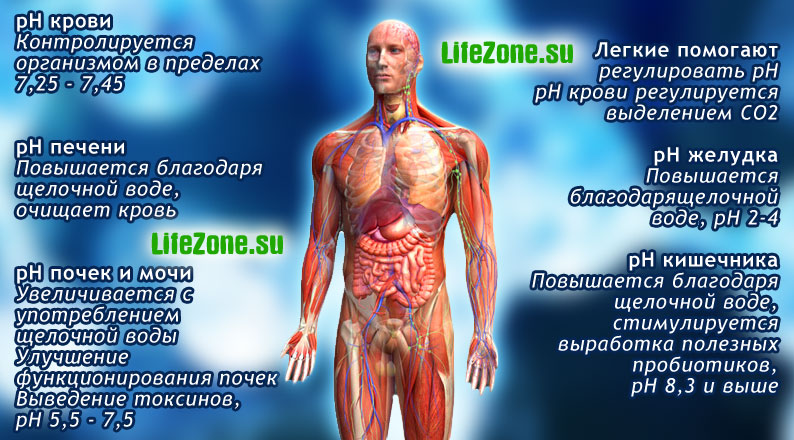 pH крови
Контролируется
организмом в пределах
7,25 - 7,45
pH печени
Повышается благодаря
щелочной воде,
очищает кровь
LifeZone.su
pH почек и мочи
Увеличивается с
употреблением
щелочной воды
Улучшение
функционирования почек
Выведение токсинов,
pH 5,5 - 7,5
LifeZone.su
Легкие помогают
регулировать pH
pH крови регулируется
выделением CO2
pH желудка
Повышается
благодарящелочной
воде, pH 2-4
pH кишечника
Повышается благодаря
щелочной воде,
стимулируется
выработка полезных
пробиотиков,
pH 8,3 и выше